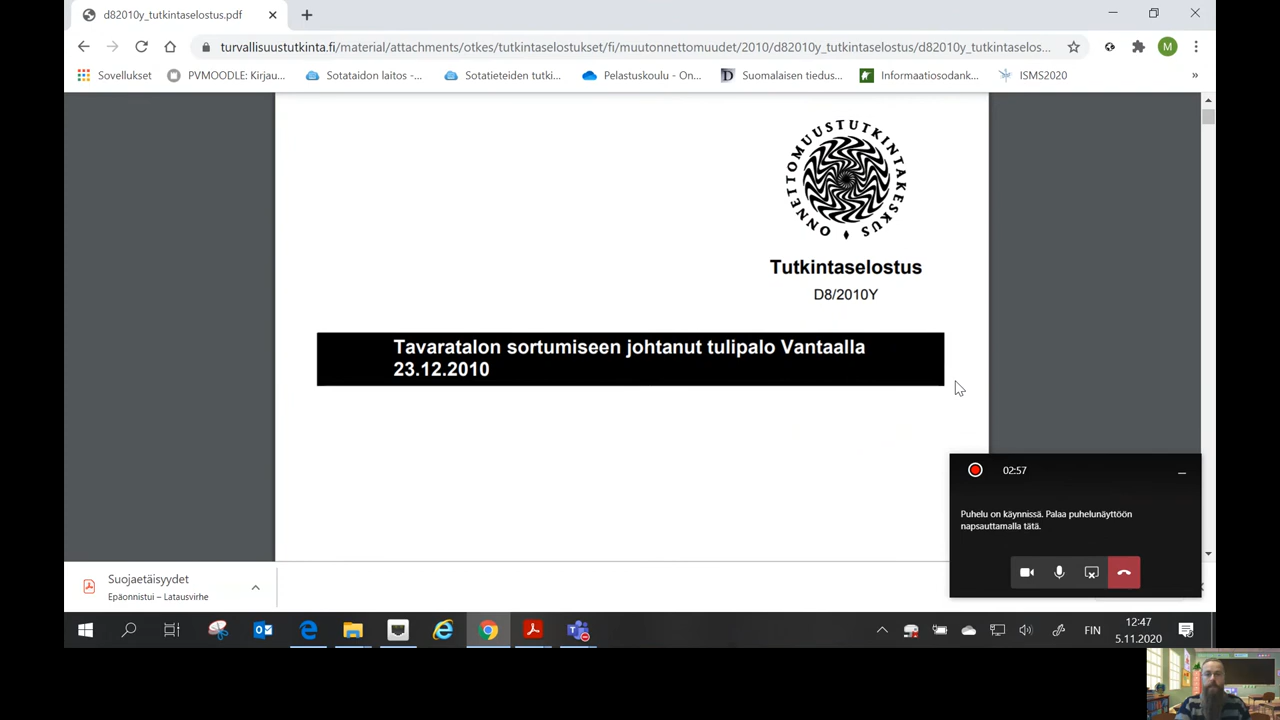 d82010y_tutkintaselostus.pdf
turvallisuustutkinta.fi/material/attachments/otkes/tutkintaselostukset/fi/muutonnettomuudet/2010/d82010y_tutkintaselostus/d82010y_tutkintaselos...
M
Sovellukset
PVMOODLE: Kirjau...
Sotataidon laitos -...
Sotatieteiden tutki...
Pelastuskoulu - On...
Suomalaisen tiedus...
Informaatiosodank...
ISMS2020
»
ONNETTOMUUSTUTKINTAKESKUS
Tutkintaselostus
D8/2010Y
Tavaratalon sortumiseen johtanut tulipalo Vantaalla
23.12.2010
02:57
Puhelu on käynnissä. Palaa puhelunäyttöön
napsauttamalla tätä.
Suojaetäisyydet
Epäonnistui – Latausvirhe
FIN
12:47
5.11.2020